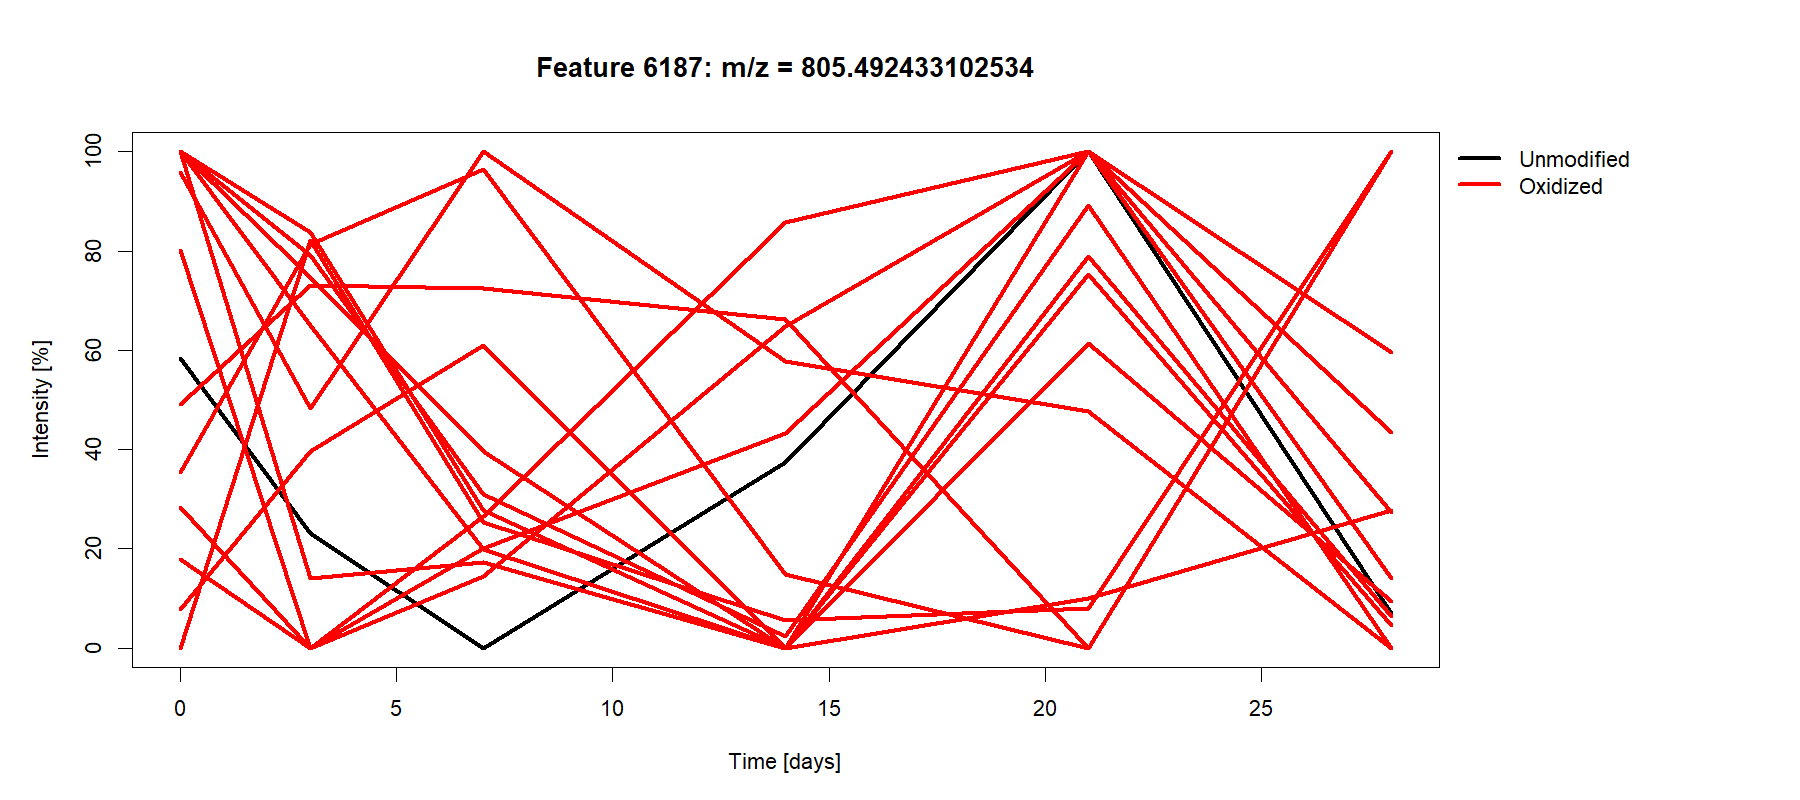 Feature 6187: m/z = 805.492433102534
Unmodified
Oxidized
Intensity [%]
100
80
60
40
20
0
0 5 10 15 20 25
Time [days]